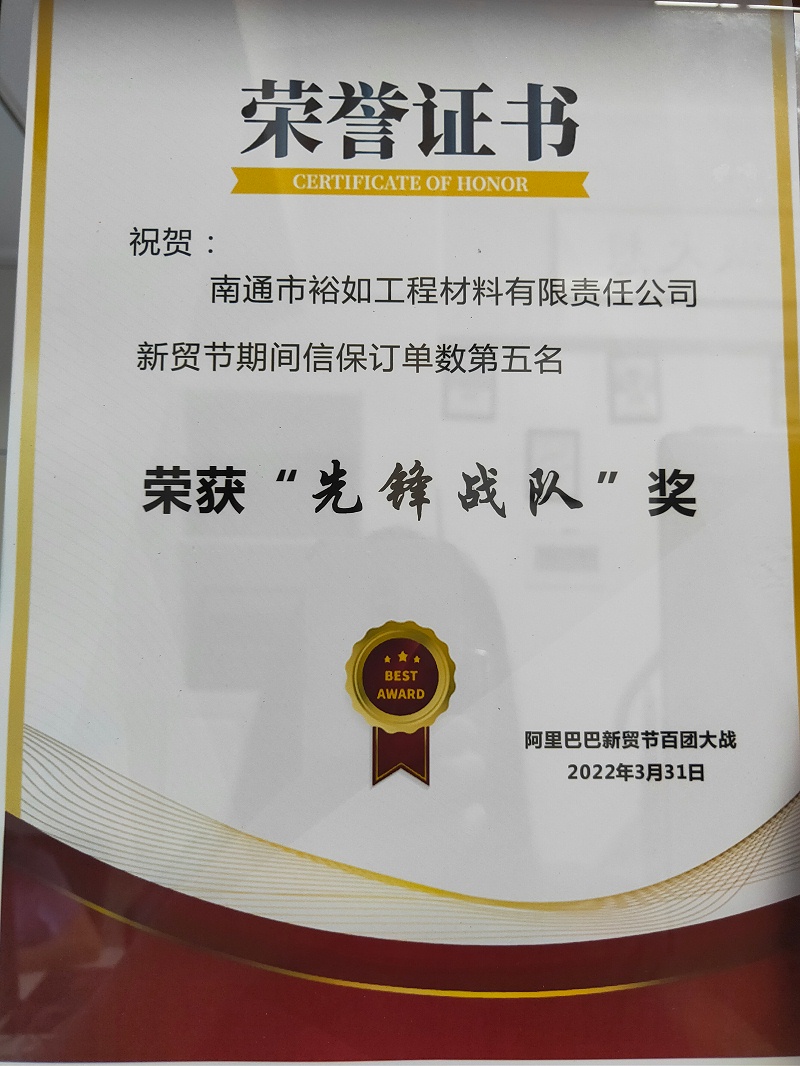 荣誉证书
CERTIFICATE OF HONOR
祝贺：
南通市裕如工程材料有限责任公司
新贸节期间信保订单数第五名
荣获“先锋战队”奖
BEST
AWARD
阿里巴巴新贸节百团大战
2022年3月31日